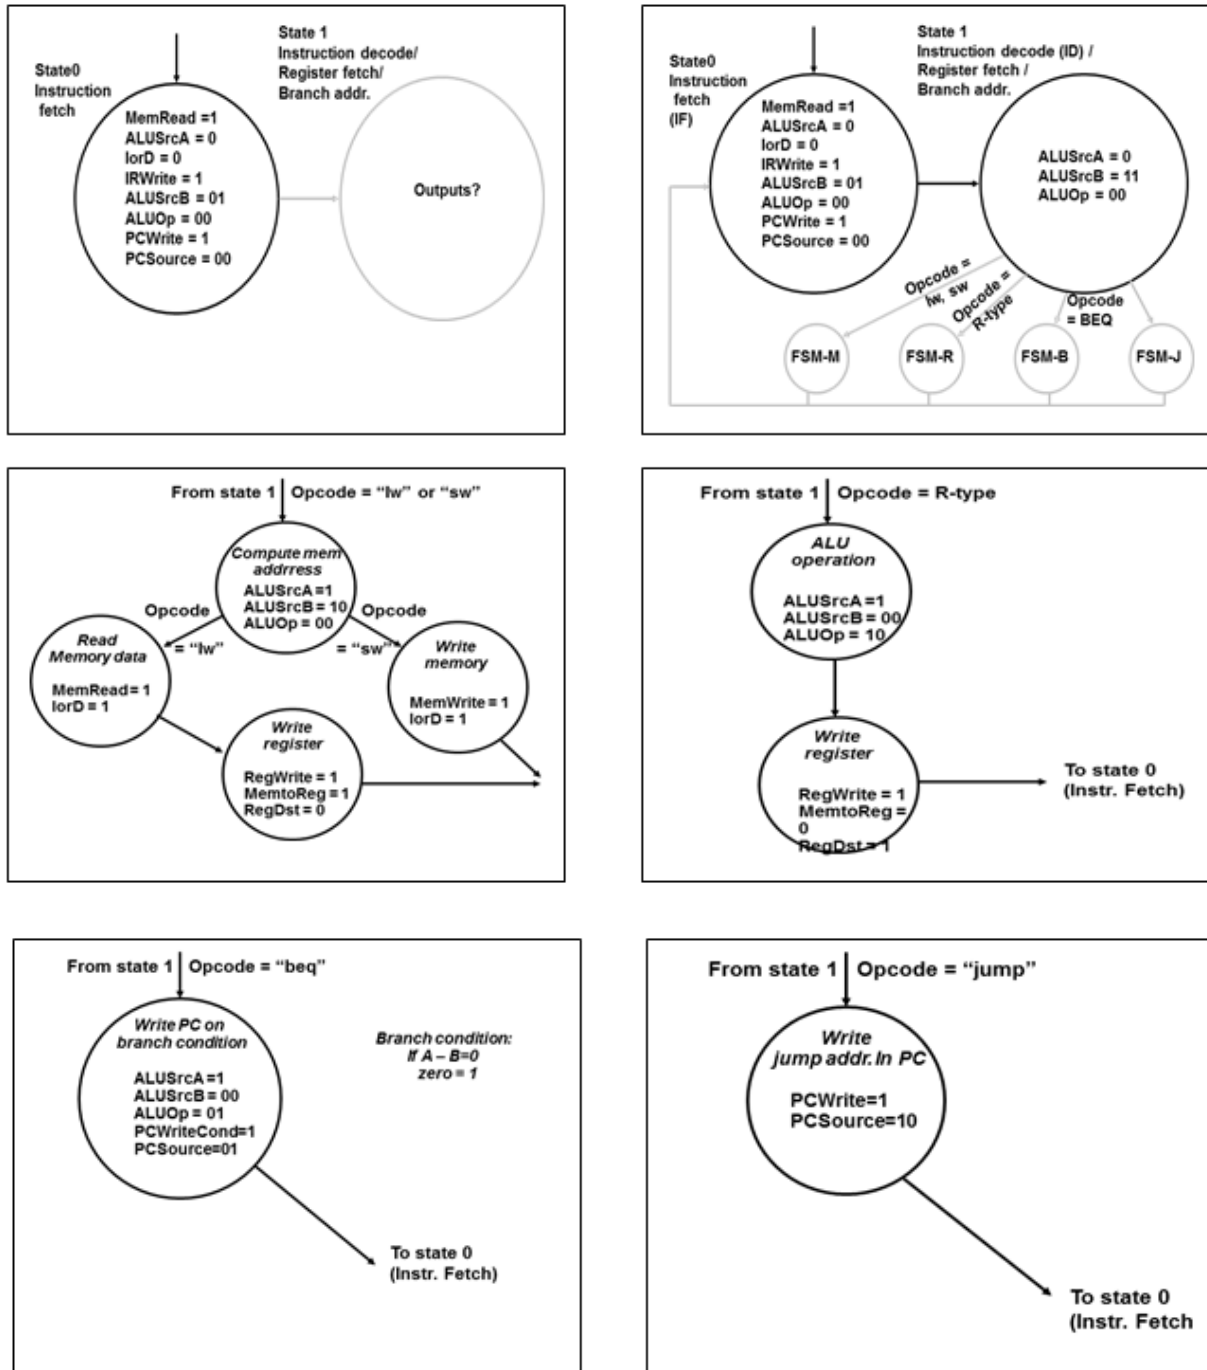 State0
Instruction
fetch
State 1
Instruction decode/
Register fetch/
Branch addr.
MemRead =1
ALUSrcA = 0
IorD = 0
IRWrite = 1
ALUSrcB = 01
ALUOp = 00
PCWrite = 1
PCSource = 00
Outputs?
State0
Instruction
fetch
(IF)
State 1
Instruction decode (ID) /
Register fetch /
Branch addr.
MemRead =1
ALUSrcA = 0
IorD = 0
IRWrite = 1
ALUSrcB = 01
ALUOp = 00
PCWrite = 1
PCSource = 00
ALUSrcA = 0
ALUSrcB = 11
ALUOp = 00
Opcode =
lw, sw
Opcode =
R-type
Opcode
= BEQ
FSM-M
FSM-R
FSM-B
FSM-J
From state 1
Opcode = “lw” or “sw”
Compute mem
addrress
ALUSrcA=1
ALUSrcB = 10
ALUOp = 00
Opcode
= “lw”
Opcode
= “sw”
Read
Memory data
MemRead = 1
IorD = 1
Write
memory
MemWrite = 1
IorD = 1
Write
register
RegWrite = 1
MemtoReg = 1
RegDst = 0
From state 1
Opcode = R-type
ALU
operation
ALUSrcA =1
ALUSrcB = 00
ALUOp = 10
Write
register
RegWrite = 1
MemtoReg =
0
RegDst = 1
To state 0
(Instr. Fetch)
From state 1
Opcode = “beq”
Write PC on
branch condition
ALUSrcA =1
ALUSrcB = 00
ALUOp = 01
PCWriteCond=1
PCSource=01
Branch condition:
If A – B=0
zero = 1
To state 0
(Instr. Fetch)
From state 1
Opcode = “jump”
Write
jump addr. In PC
PCWrite=1
PCSource=10
To state 0
(Instr. Fetch